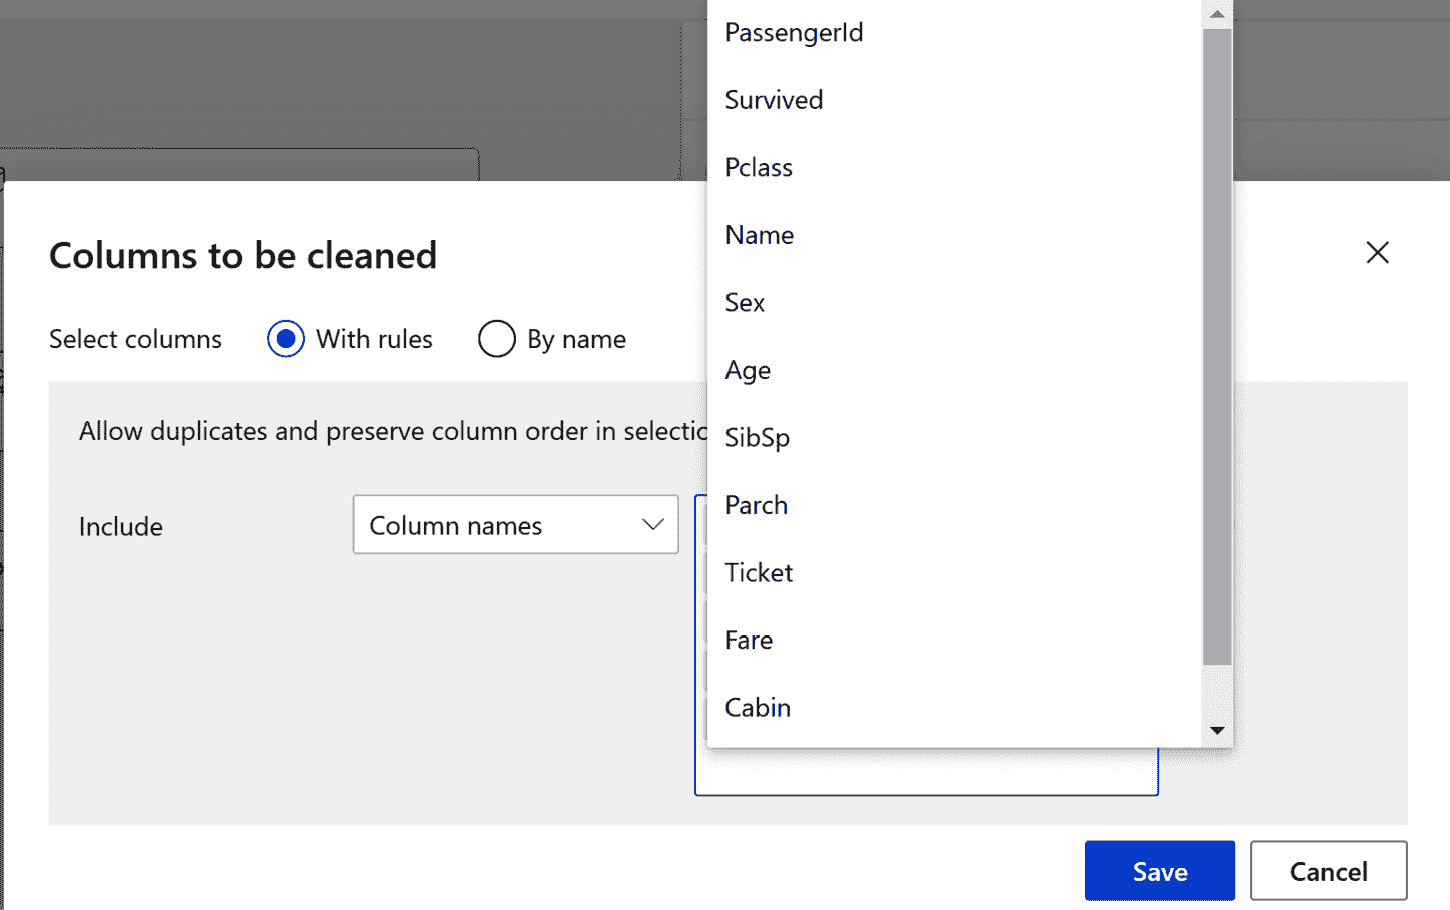 PassengerId
Survived
Pclass
Name
Sex
Age
SibSp
Parch
Ticket
Fare
Cabin
Columns to be cleaned
Select columns With rules By name
Allow duplicates and preserve column order in
Include Column names
Save Cancel